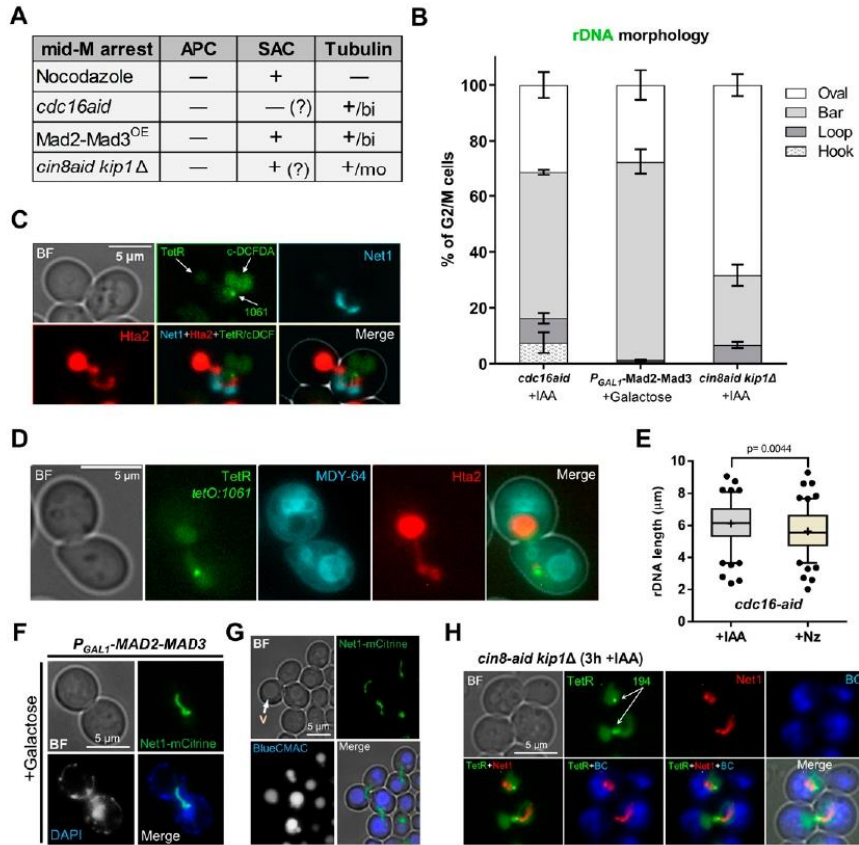 A
mid-M arrest APC SAC Tubulin
Nocodazole — + —
cdc16aid — — (?) +/bi
Mad2-Mad3OE — + +/bi
cin8aid kip1Δ — + (?) +/mo
B
rDNA morphology
% of G2/M cells
100
80
60
40
20
0
Oval
Bar
Loop
Hook
cdc16aid
+IAA
PGAL1-Mad2-Mad3
+Galactose
cin8aid kip1Δ
+IAA
C
BF
5 µm
TetR
c-DCFDA
1061
Net1
Hta2
Net1+Hta2+TetR/cDCF
Merge
D
BF
5 µm
TetR
tetO:1061
MDY-64
Hta2
Merge
E
p= 0.0044
rDNA length (µm)
10
8
6
4
2
0
cdc16-aid
+IAA
+Nz
F
PGAL1-MAD2-MAD3
+Galactose
BF
5 µm
Net1-mCitrine
DAPI
Merge
G
BF
V
5 µm
Net1-mCitrine
BlueCMAC
Merge
H
cin8-aid kip1Δ (3h +IAA)
BF
5 µm
TetR
194
Net1
BC
TetR+Net1
TetR+BC
TetR+Net1+BC
Merge